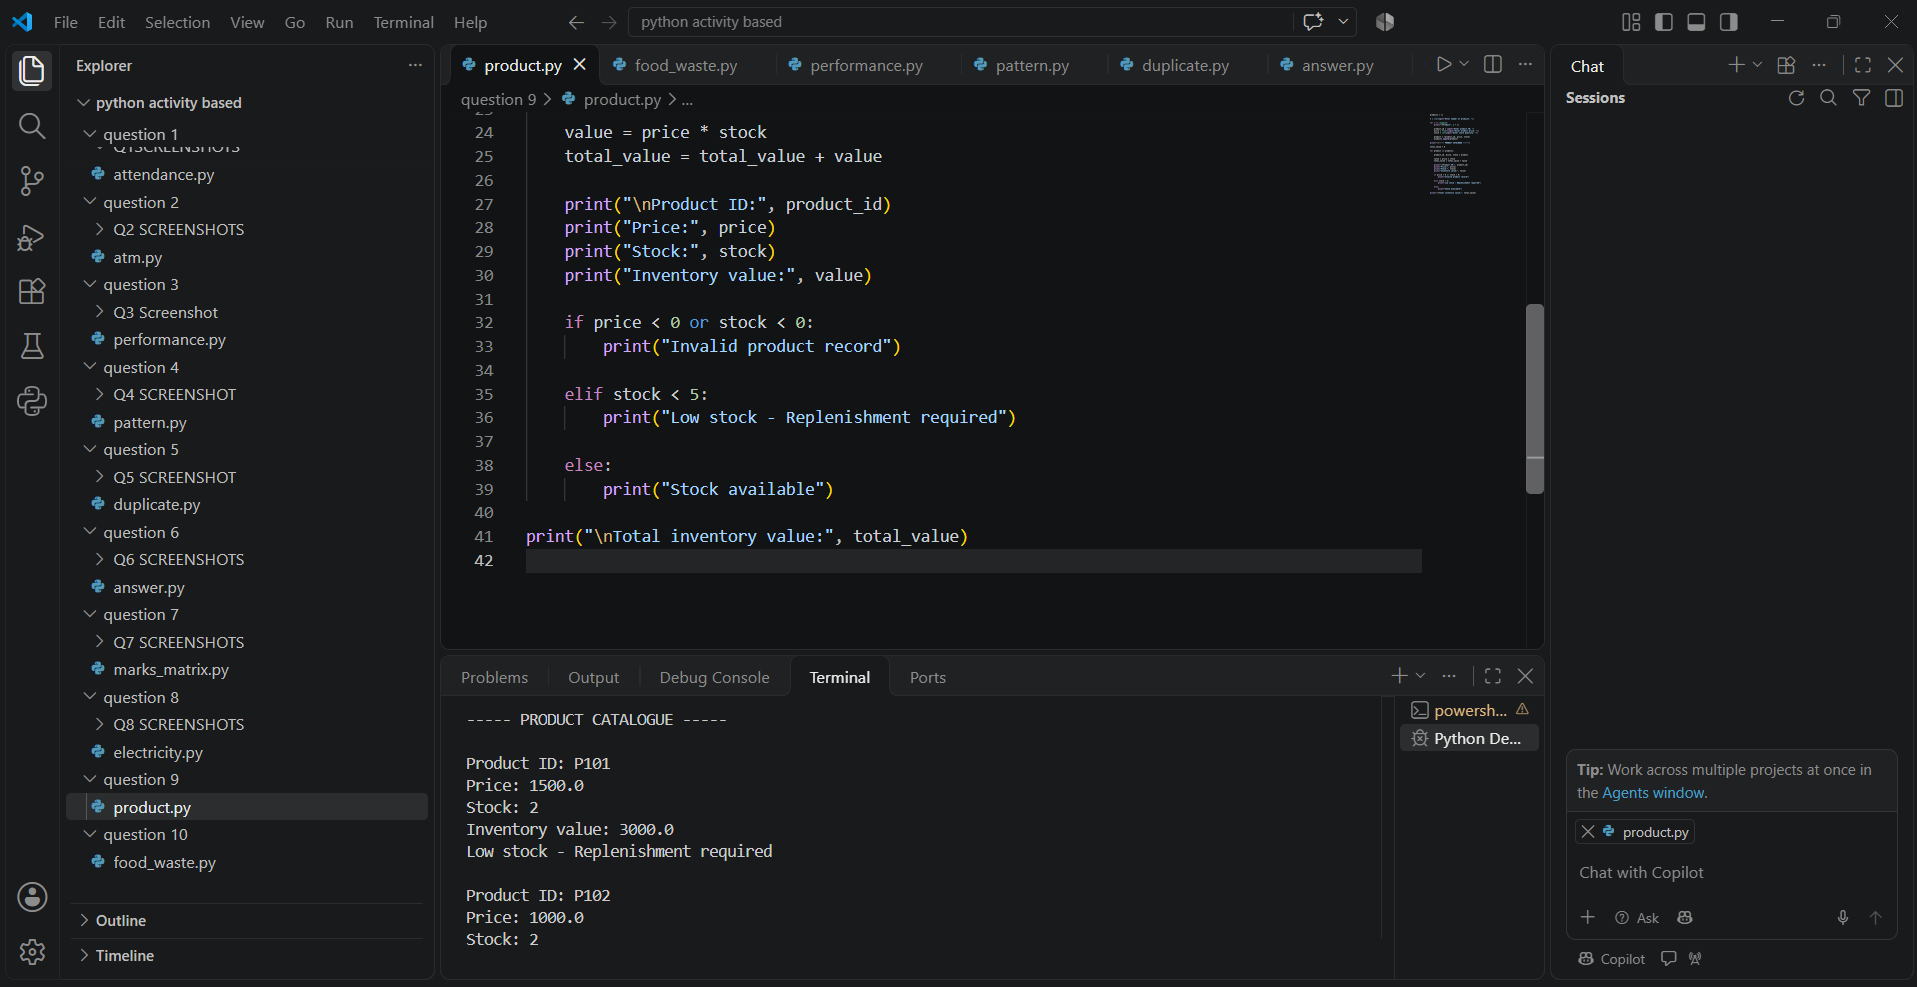 File Edit Selection View Go Run Terminal Help
python activity based
Explorer
python activity based
question 1
Q1SCREENSHOTS
attendance.py
question 2
Q2 SCREENSHOTS
atm.py
question 3
Q3 Screenshot
performance.py
question 4
Q4 SCREENSHOT
pattern.py
question 5
Q5 SCREENSHOT
duplicate.py
question 6
Q6 SCREENSHOTS
answer.py
question 7
Q7 SCREENSHOTS
marks_matrix.py
question 8
Q8 SCREENSHOTS
electricity.py
question 9
product.py
question 10
food_waste.py
Outline
Timeline
product.py food_waste.py performance.py pattern.py duplicate.py answer.py
question 9 > product.py > ...
23
24 value = price * stock
25 total_value = total_value + value
26
27 print("\nProduct ID:", product_id)
28 print("Price:", price)
29 print("Stock:", stock)
30 print("Inventory value:", value)
31
32 if price < 0 or stock < 0:
33 print("Invalid product record")
34
35 elif stock < 5:
36 print("Low stock - Replenishment required")
37
38 else:
39 print("Stock available")
40
41 print("\nTotal inventory value:", total_value)
42
Problems Output Debug Console Terminal Ports
----- PRODUCT CATALOGUE -----
Product ID: P101
Price: 1500.0
Stock: 2
Inventory value: 3000.0
Low stock - Replenishment required
Product ID: P102
Price: 1000.0
Stock: 2
powersh...
Python De...
Chat
Sessions
Tip: Work across multiple projects at once in
the Agents window.
product.py
Chat with Copilot
Ask
Copilot